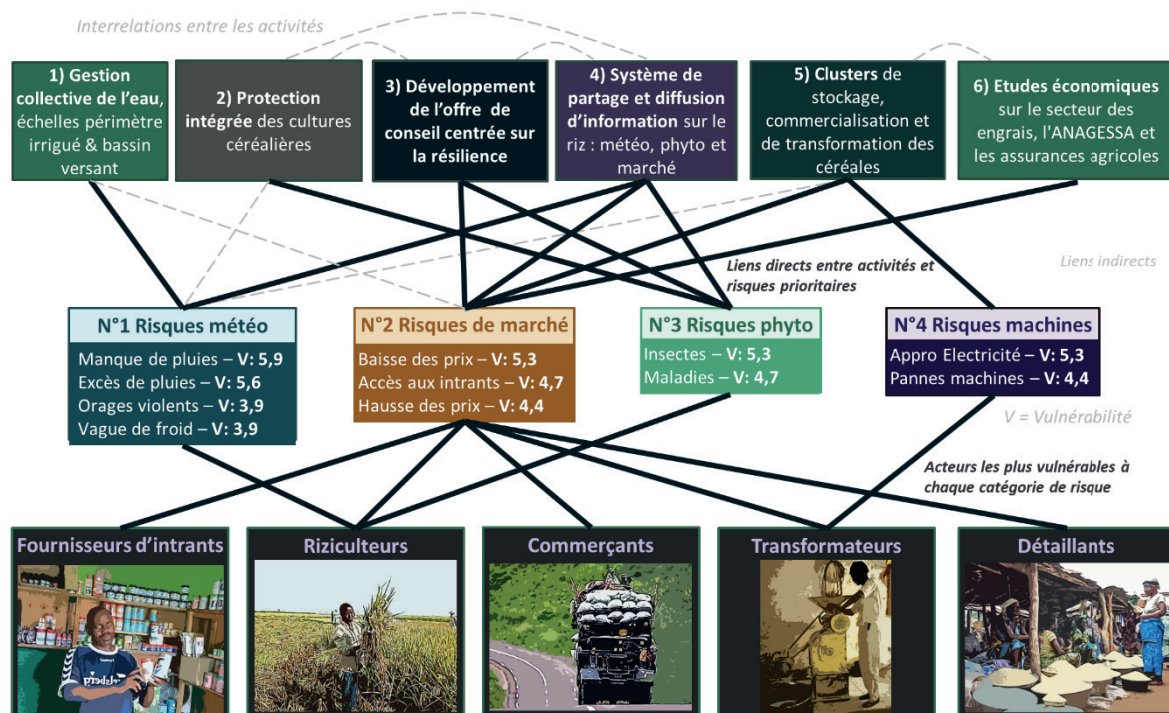 Interrelations entre les activités
1) Gestion
collective de l'eau,
échelles périmètre
irrigué & bassin
versant
2) Protection
intégrée des cultures
céréalières
3) Développement
de l'offre de
conseil centrée sur
la résilience
4) Système de
partage et diffusion
d'information sur le
riz : météo, phyto et
marché
5) Clusters de
stockage,
commercialisation et
de transformation des
céréales
6) Etudes économiques
sur le secteur des
engrais, l'ANAGESSA et
les assurances agricoles
Liens directs entre activités et
risques prioritaires
Liens indirects
N°1 Risques météo
Manque de pluies – V: 5,9
Excès de pluies – V: 5,6
Orages violents – V: 3,9
Vague de froid – V: 3,9
N°2 Risques de marché
Baisse des prix – V: 5,3
Accès aux intrants – V: 4,7
Hausse des prix – V: 4,4
N°3 Risques phyto
Insectes – V: 5,3
Maladies – V: 4,7
N°4 Risques machines
Appro Electricité – V: 5,3
Pannes machines – V: 4,4
V = Vulnérabilité
Acteurs les plus vulnérables à
chaque catégorie de risque
Fournisseurs d'intrants
Riziculteurs
Commerçants
Transformateurs
Détaillants